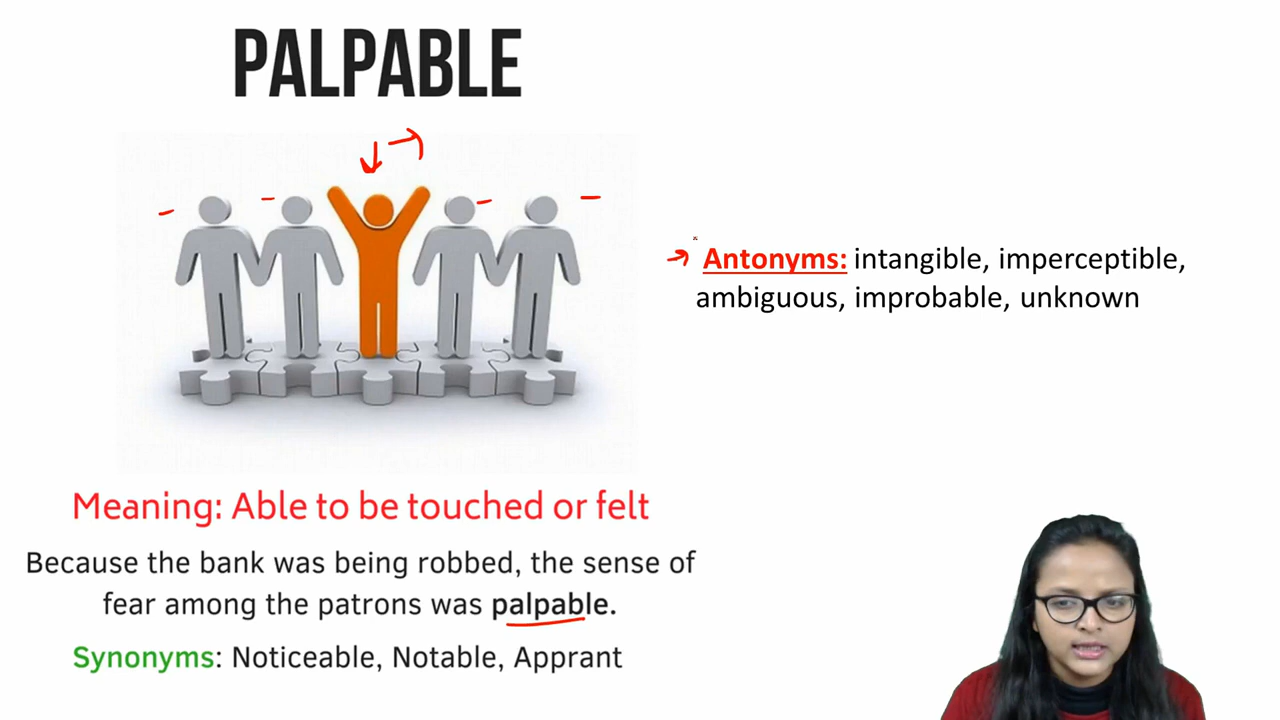 PALPABLE
Antonyms: intangible, imperceptible,
ambiguous, improbable, unknown
Meaning: Able to be touched or felt
Because the bank was being robbed, the sense of
fear among the patrons was palpable.
Synonyms: Noticeable, Notable, Apprant